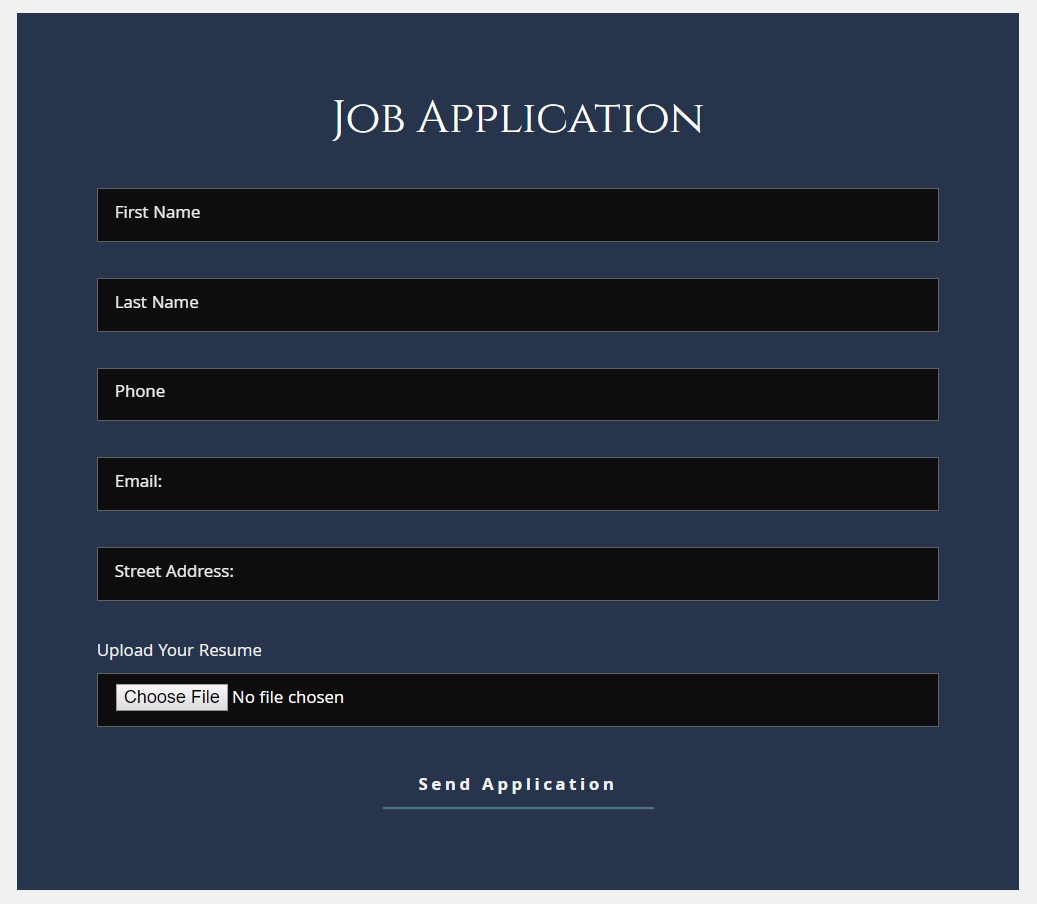 Job Application
First Name
Last Name
Phone
Email:
Street Address:
Upload Your Resume
Choose File No file chosen
Send Application